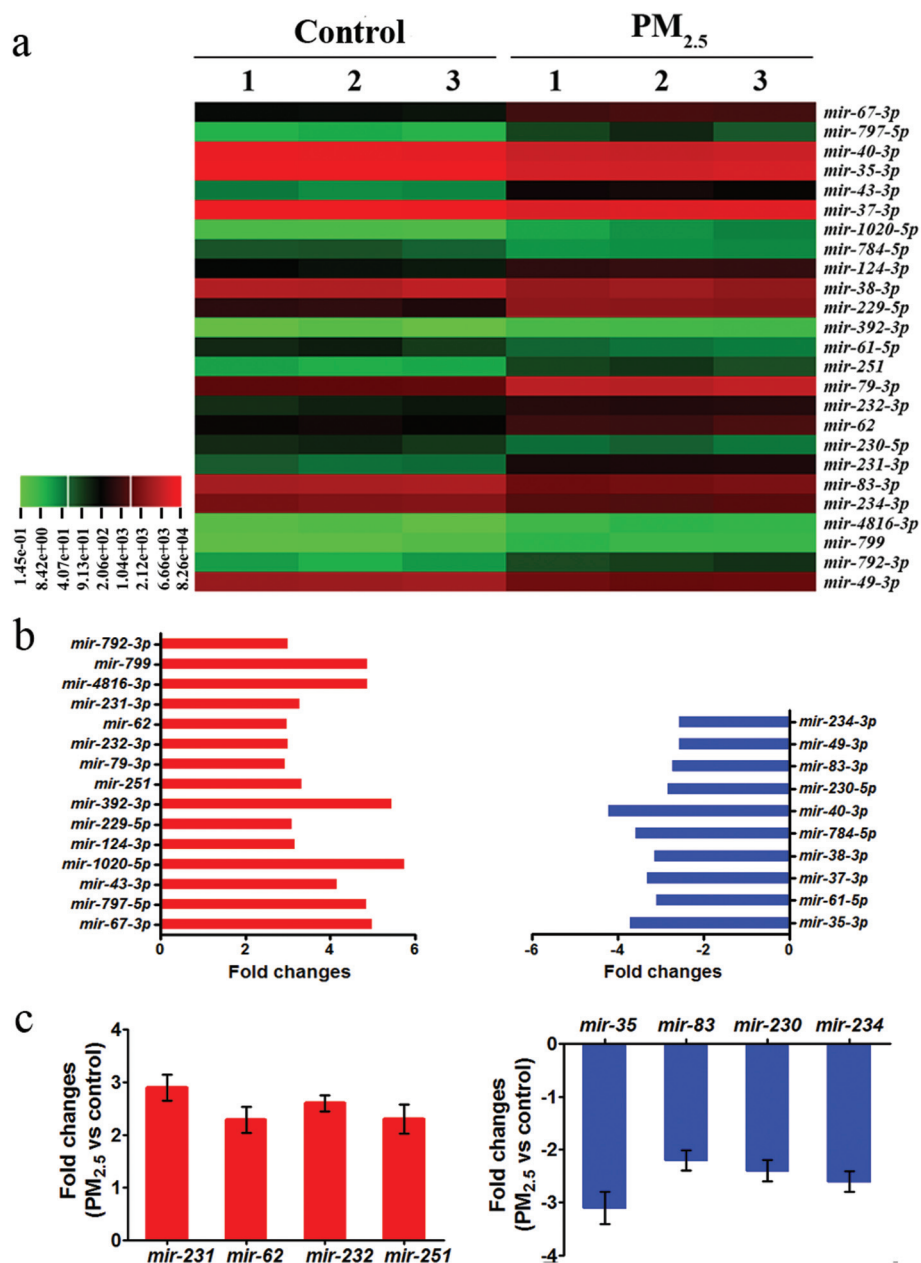 a
Control PM2.5
1 2 3 1 2 3
mir-67-3p
mir-797-5p
mir-40-3p
mir-35-3p
mir-43-3p
mir-37-3p
mir-1020-5p
mir-784-5p
mir-124-3p
mir-38-3p
mir-229-5p
mir-392-3p
mir-61-5p
mir-251
mir-79-3p
mir-232-3p
mir-62
mir-230-5p
mir-231-3p
mir-83-3p
mir-234-3p
mir-4816-3p
mir-799
mir-792-3p
mir-49-3p
1.45e-01
8.42e+00
4.07e+01
9.13e+01
2.06e+02
1.04e+03
2.12e+03
6.66e+03
8.26e+04
b
mir-792-3p
mir-799
mir-4816-3p
mir-231-3p
mir-62
mir-232-3p
mir-79-3p
mir-251
mir-392-3p
mir-229-5p
mir-124-3p
mir-1020-5p
mir-43-3p
mir-797-5p
mir-67-3p
0 2 4 6
Fold changes
mir-234-3p
mir-49-3p
mir-83-3p
mir-230-5p
mir-40-3p
mir-784-5p
mir-38-3p
mir-37-3p
mir-61-5p
mir-35-3p
-6 -4 -2 0
Fold changes
c
Fold changes
(PM2.5 vs control)
4
3
2
1
0
mir-231 mir-62 mir-232 mir-251
mir-35 mir-83 mir-230 mir-234
Fold changes
(PM2.5 vs control)
0
-1
-2
-3
-4